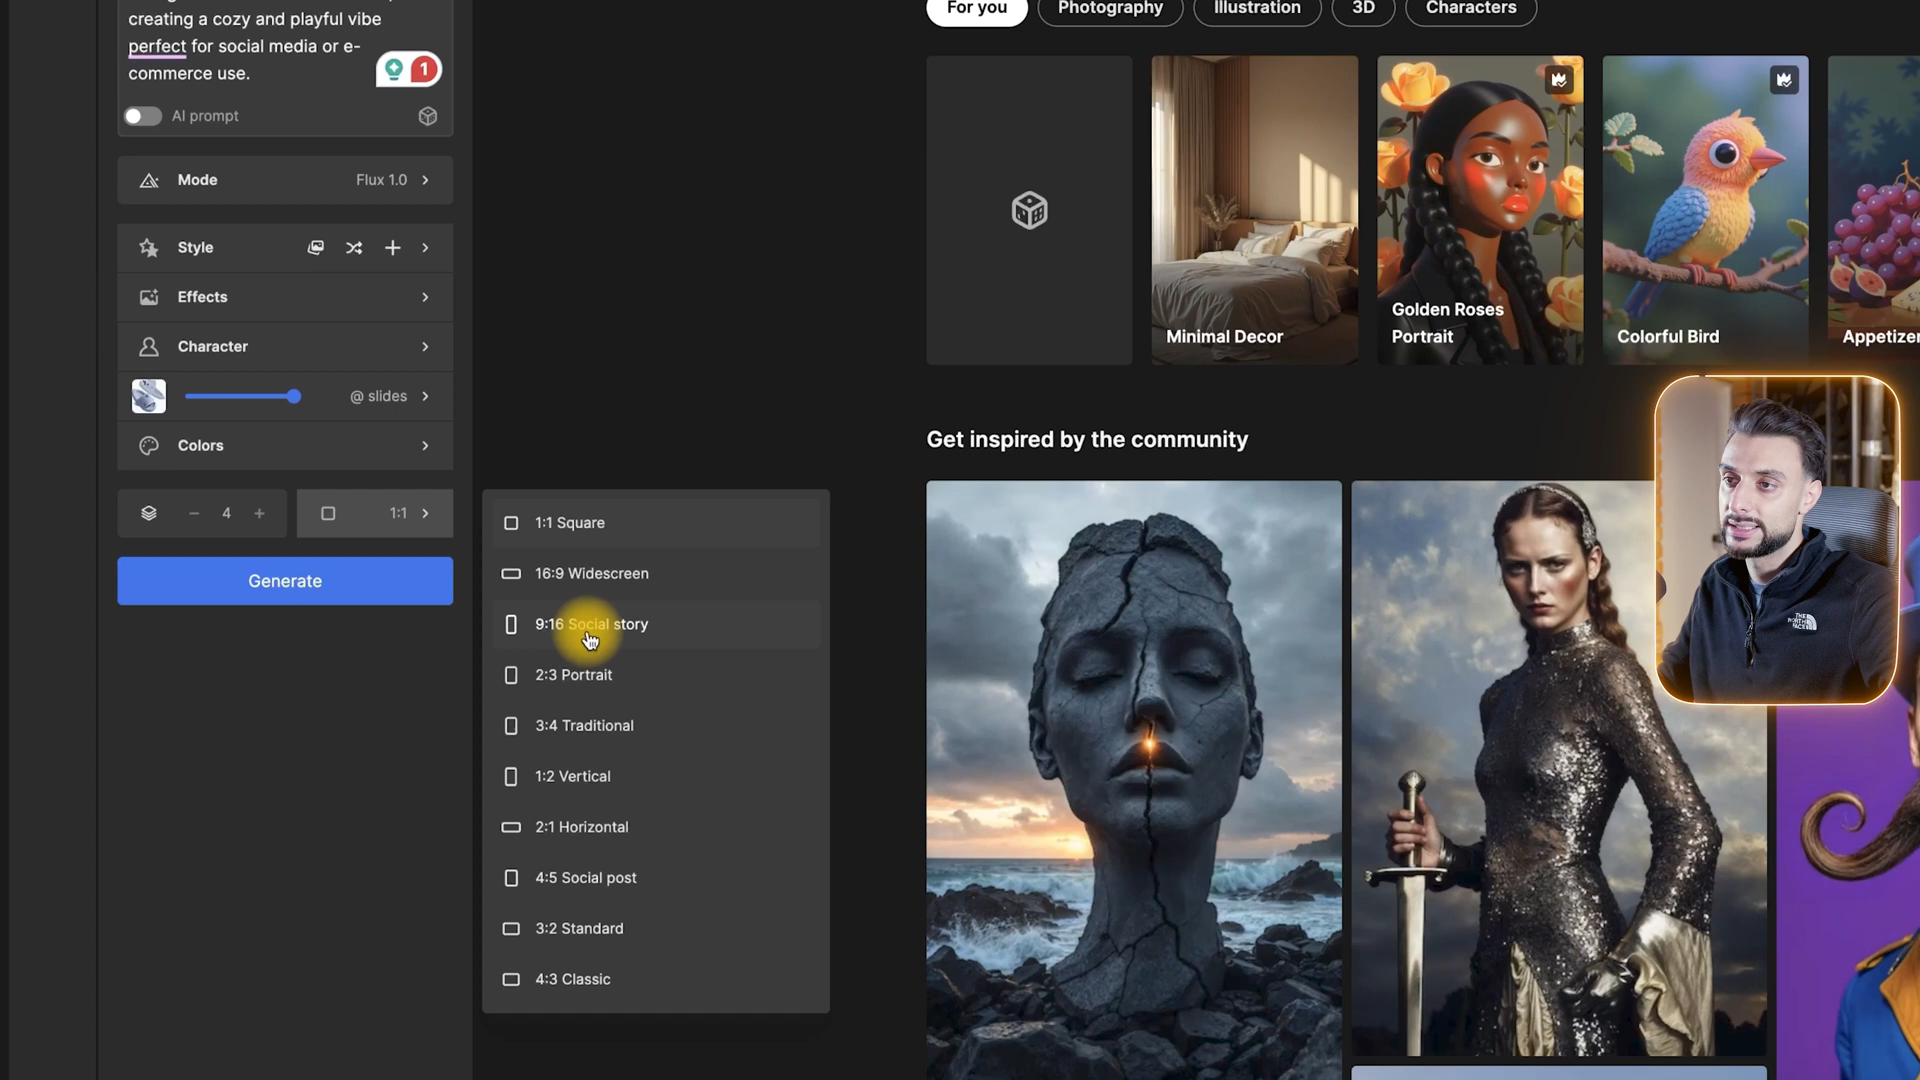 creating a cozy and playful vibe
perfect for social media or e-
commerce use.
1
AI prompt
Mode Flux 1.0
Style
Effects
Character
@ slides
Colors
4
1:1
Generate
1:1 Square
16:9 Widescreen
9:16 Social story
2:3 Portrait
3:4 Traditional
1:2 Vertical
2:1 Horizontal
4:5 Social post
3:2 Standard
4:3 Classic
For you
Photography
Illustration
3D
Characters
Minimal Decor
Golden Roses
Portrait
Colorful Bird
Appetizer
Get inspired by the community
THE
NORTH
FACE